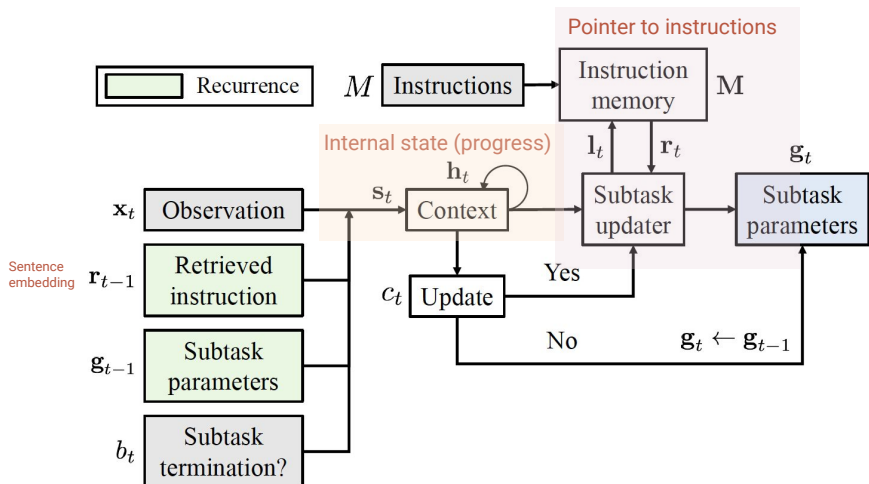 Pointer to instructions
Recurrence
M
Instructions
Instruction
memory
M
Internal state (progress)
l_t
r_t
h_t
g_t
x_t
Observation
s_t
Context
Subtask
updater
Subtask
parameters
Sentence
embedding
r_{t−1}
Retrieved
instruction
c_t
Update
Yes
No
g_t ← g_{t−1}
g_{t−1}
Subtask
parameters
b_t
Subtask
termination?